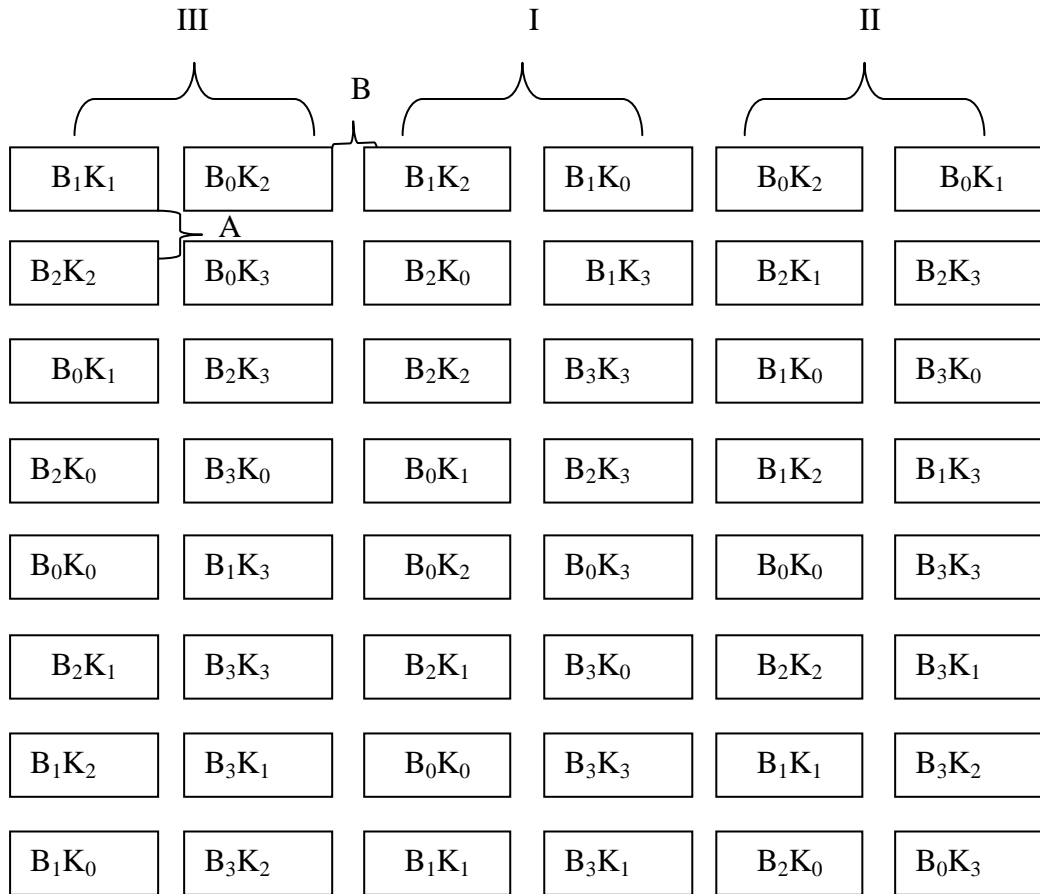 III I II
B
B₁K₁ B₀K₂ B₁K₂ B₁K₀ B₀K₂ B₀K₁
A
B₂K₂ B₀K₃ B₂K₀ B₁K₃ B₂K₁ B₂K₃
B₀K₁ B₂K₃ B₂K₂ B₃K₃ B₁K₀ B₃K₀
B₂K₀ B₃K₀ B₀K₁ B₂K₃ B₁K₂ B₁K₃
B₀K₀ B₁K₃ B₀K₂ B₀K₃ B₀K₀ B₃K₃
B₂K₁ B₃K₃ B₂K₁ B₃K₀ B₂K₂ B₃K₁
B₁K₂ B₃K₁ B₀K₀ B₃K₃ B₁K₁ B₃K₂
B₁K₀ B₃K₂ B₁K₁ B₃K₁ B₂K₀ B₀K₃